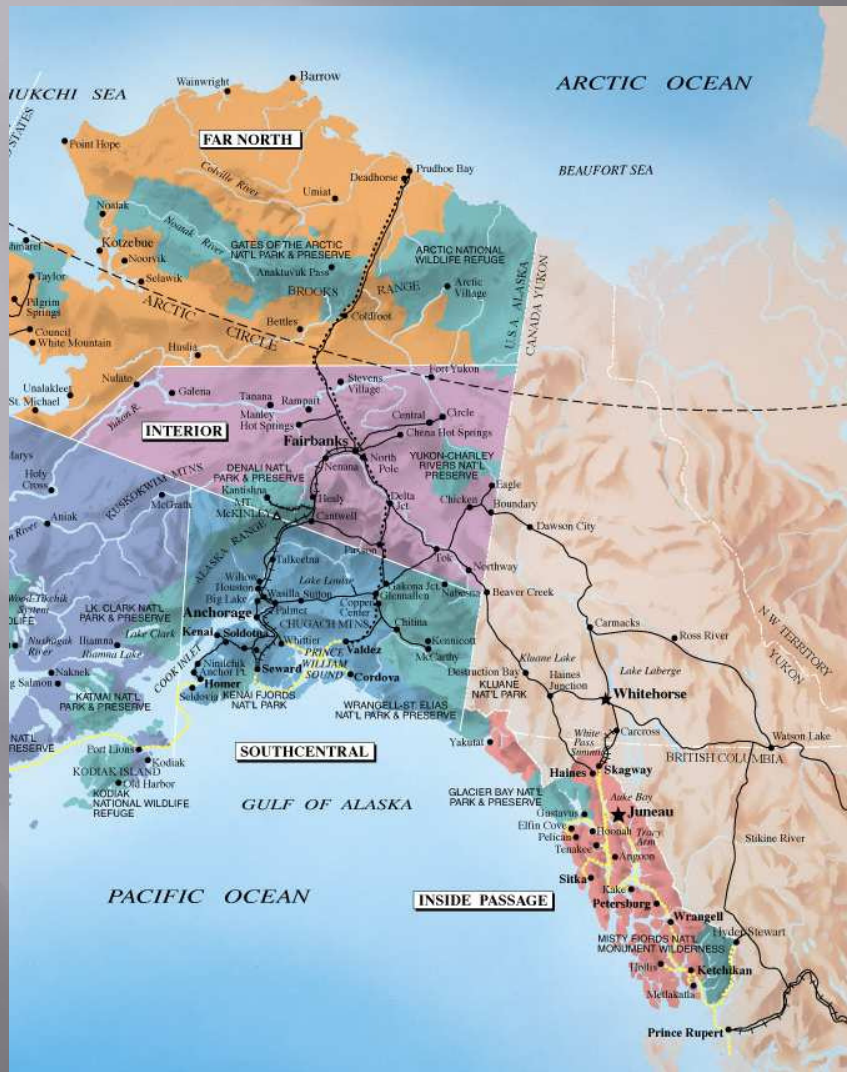 ARCTIC OCEAN
Barrow
Wainwright
HUKCHI SEA
STATES
FAR NORTH
Point Hope
Prudhoe Bay
Deadhorse
BEAUFORT SEA
Colville River
Umiat
Noatak
Noatak River
Kotzebue
Noorvik
Selawik
GATES OF THE ARCTIC
NAT'L PARK & PRESERVE
Anaktuvuk Pass
ARCTIC NATIONAL
WILDLIFE REFUGE
BROOKS RANGE
Arctic
Village
U.S.A. ALASKA
CANADA YUKON
shmaref
Taylor
Pilgrim
Springs
Council
White Mountain
ARCTIC CIRCLE
Coldfoot
Bettles
Huslia
Fort Yukon
Stevens
Village
Unalakleet
St. Michael
Nulato
Galena
Yukon R.
Tanana
Rampart
Manley
Hot Springs
Circle
Central
Chena Hot Springs
INTERIOR
Fairbanks
North
Pole
Nenana
YUKON-CHARLEY
RIVERS NAT'L
PRESERVE
Marys
Holy
Cross
KUSKOKWIM MTNS
McGrath
DENALI NAT'L
PARK & PRESERVE
Kantishna
MT.
McKINLEY
Healy
Cantwell
Delta
Jct.
Eagle
Chicken
Boundary
Dawson City
Aniak
on River
ALASKA RANGE
Paxson
Tok
Northway
Talkeetna
Willow
Houston
Big Lake
Wasilla
Sutton
Palmer
Lake Louise
Gakona Jct.
Glennallen
Nabesna
Beaver Creek
Copper
Center
Anchorage
CHUGACH MTNS.
Chitina
Kennicott
McCarthy
Carmacks
Ross River
N.W. TERRITORY
YUKON
Wood-Tikchik
System
LK. CLARK NAT'L
PARK & PRESERVE
Nushagak
River
Iliamna
Lake Clark
Iliamna Lake
Kenai
Soldotna
Whittier
Valdez
PRINCE
WILLIAM
SOUND
Cordova
Seward
Ninilchik
Anchor Pt.
Homer
Seldovia
COOK INLET
KENAI FJORDS
NAT'L PARK
Naknek
g Salmon
KATMAI NAT'L
PARK & PRESERVE
WRANGELL-ST. ELIAS
NAT'L PARK & PRESERVE
Destruction Bay
KLUANE
NAT'L PARK
Kluane Lake
Haines
Junction
Lake Laberge
Whitehorse
Carcross
Watson Lake
BRITISH COLUMBIA
White
Pass
Summit
Yakutat
NAT'L
RESERVE
Port Lions
Kodiak
KODIAK ISLAND
Old Harbor
KODIAK
NATIONAL WILDLIFE
REFUGE
SOUTHCENTRAL
GULF OF ALASKA
Haines
Skagway
GLACIER BAY NAT'L
PARK & PRESERVE
Auke Bay
Juneau
Gustavus
Elfin Cove
Hoonah
Pelican
Tenakee
Tracy
Arm
Angoon
Stikine River
PACIFIC OCEAN
INSIDE PASSAGE
Sitka
Kake
Petersburg
Wrangell
MISTY FIORDS NAT'L
MONUMENT WILDERNESS
Hyder
Stewart
Hollis
Ketchikan
Metlakatla
Prince Rupert